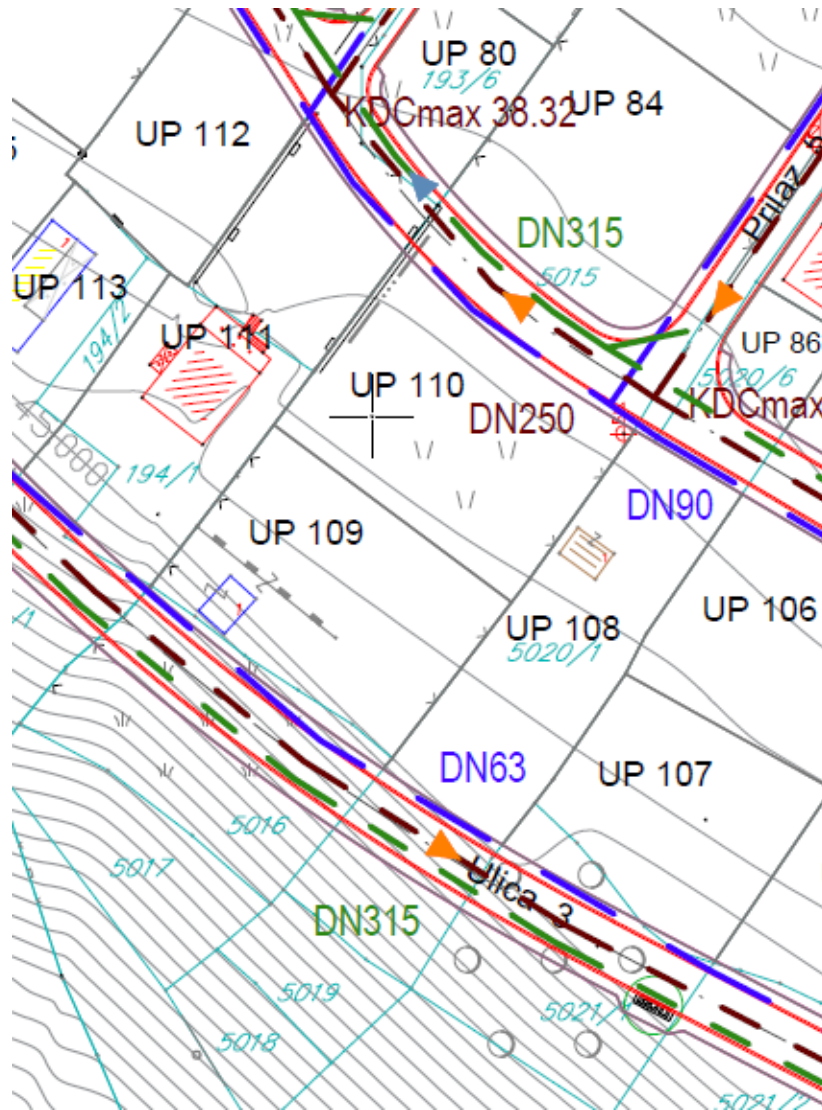 UP 80
193/6
UP 84
KDCmax 38.32
UP 112
Prilaz
DN315
5015
UP 113
194/2
UP 111
UP 86
5020/6
UP 110
DN250
KDCmax
43.000
194/1
DN90
UP 109
UP 106
UP 108
5020/1
DN63
UP 107
5016
5017
Ulica 3
DN315
5019
5021/1
5018
5021/2